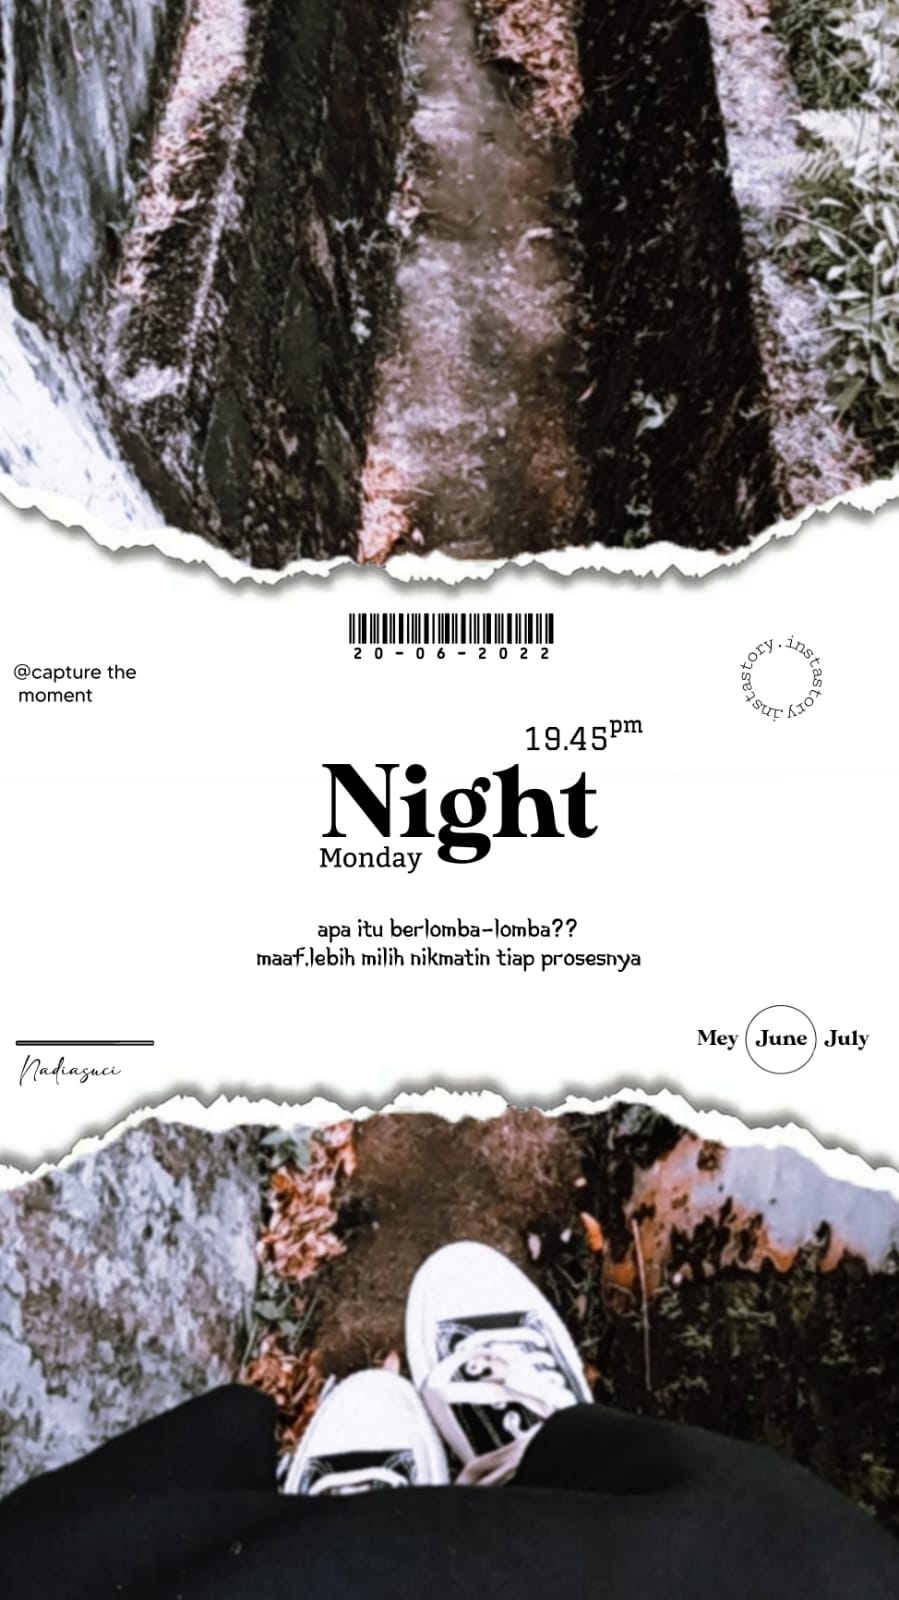 20-06-2022
@capture the
moment
instastory.instastory.
19.45pm
Night
Monday
apa itu berlomba-lomba??
maaf.lebih milih nikmatin tiap prosesnya
Mey June July
Nadiasuci